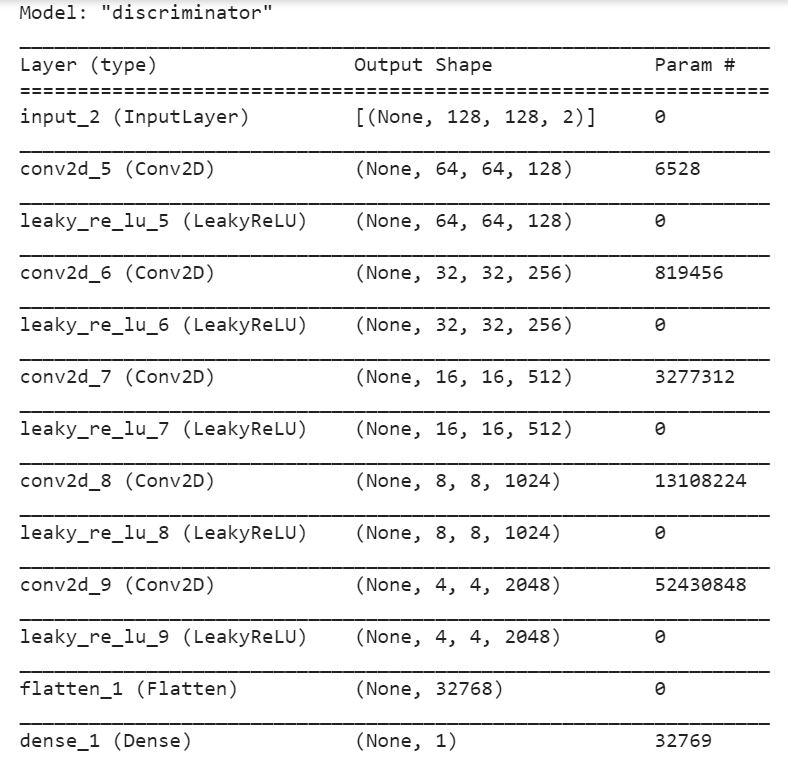 Model: "discriminator"
Layer (type) Output Shape Param #
=================================================================
input_2 (InputLayer) [(None, 128, 128, 2)] 0
conv2d_5 (Conv2D) (None, 64, 64, 128) 6528
leaky_re_lu_5 (LeakyReLU) (None, 64, 64, 128) 0
conv2d_6 (Conv2D) (None, 32, 32, 256) 819456
leaky_re_lu_6 (LeakyReLU) (None, 32, 32, 256) 0
conv2d_7 (Conv2D) (None, 16, 16, 512) 3277312
leaky_re_lu_7 (LeakyReLU) (None, 16, 16, 512) 0
conv2d_8 (Conv2D) (None, 8, 8, 1024) 13108224
leaky_re_lu_8 (LeakyReLU) (None, 8, 8, 1024) 0
conv2d_9 (Conv2D) (None, 4, 4, 2048) 52430848
leaky_re_lu_9 (LeakyReLU) (None, 4, 4, 2048) 0
flatten_1 (Flatten) (None, 32768) 0
dense_1 (Dense) (None, 1) 32769